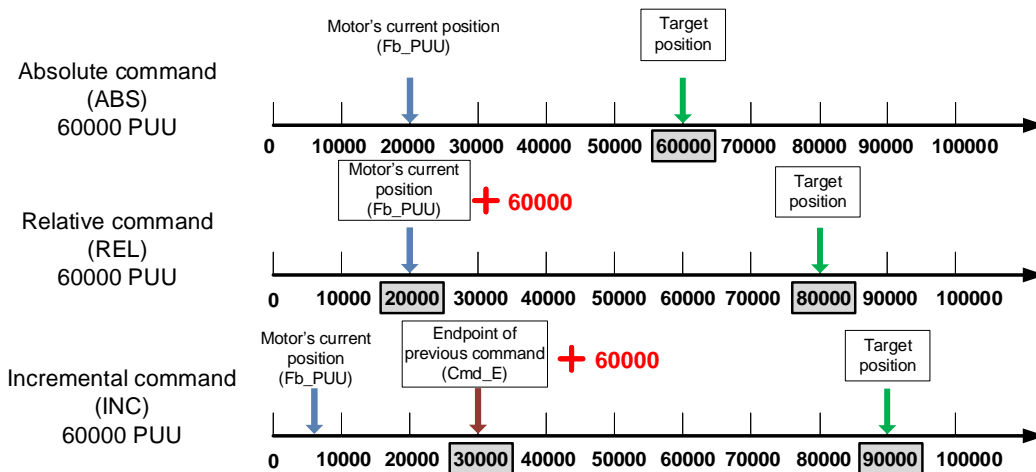 Absolute command
(ABS)
60000 PUU
Motor's current position
(Fb_PUU)
Target
position
0 10000 20000 30000 40000 50000 60000 70000 80000 90000 100000
Relative command
(REL)
60000 PUU
Motor's current
position
(Fb_PUU)
+ 60000
Target
position
0 10000 20000 30000 40000 50000 60000 70000 80000 90000 100000
Incremental command
(INC)
60000 PUU
Motor's current
position
(Fb_PUU)
Endpoint of
previous command
(Cmd_E)
+ 60000
Target
position
0 10000 20000 30000 40000 50000 60000 70000 80000 90000 100000